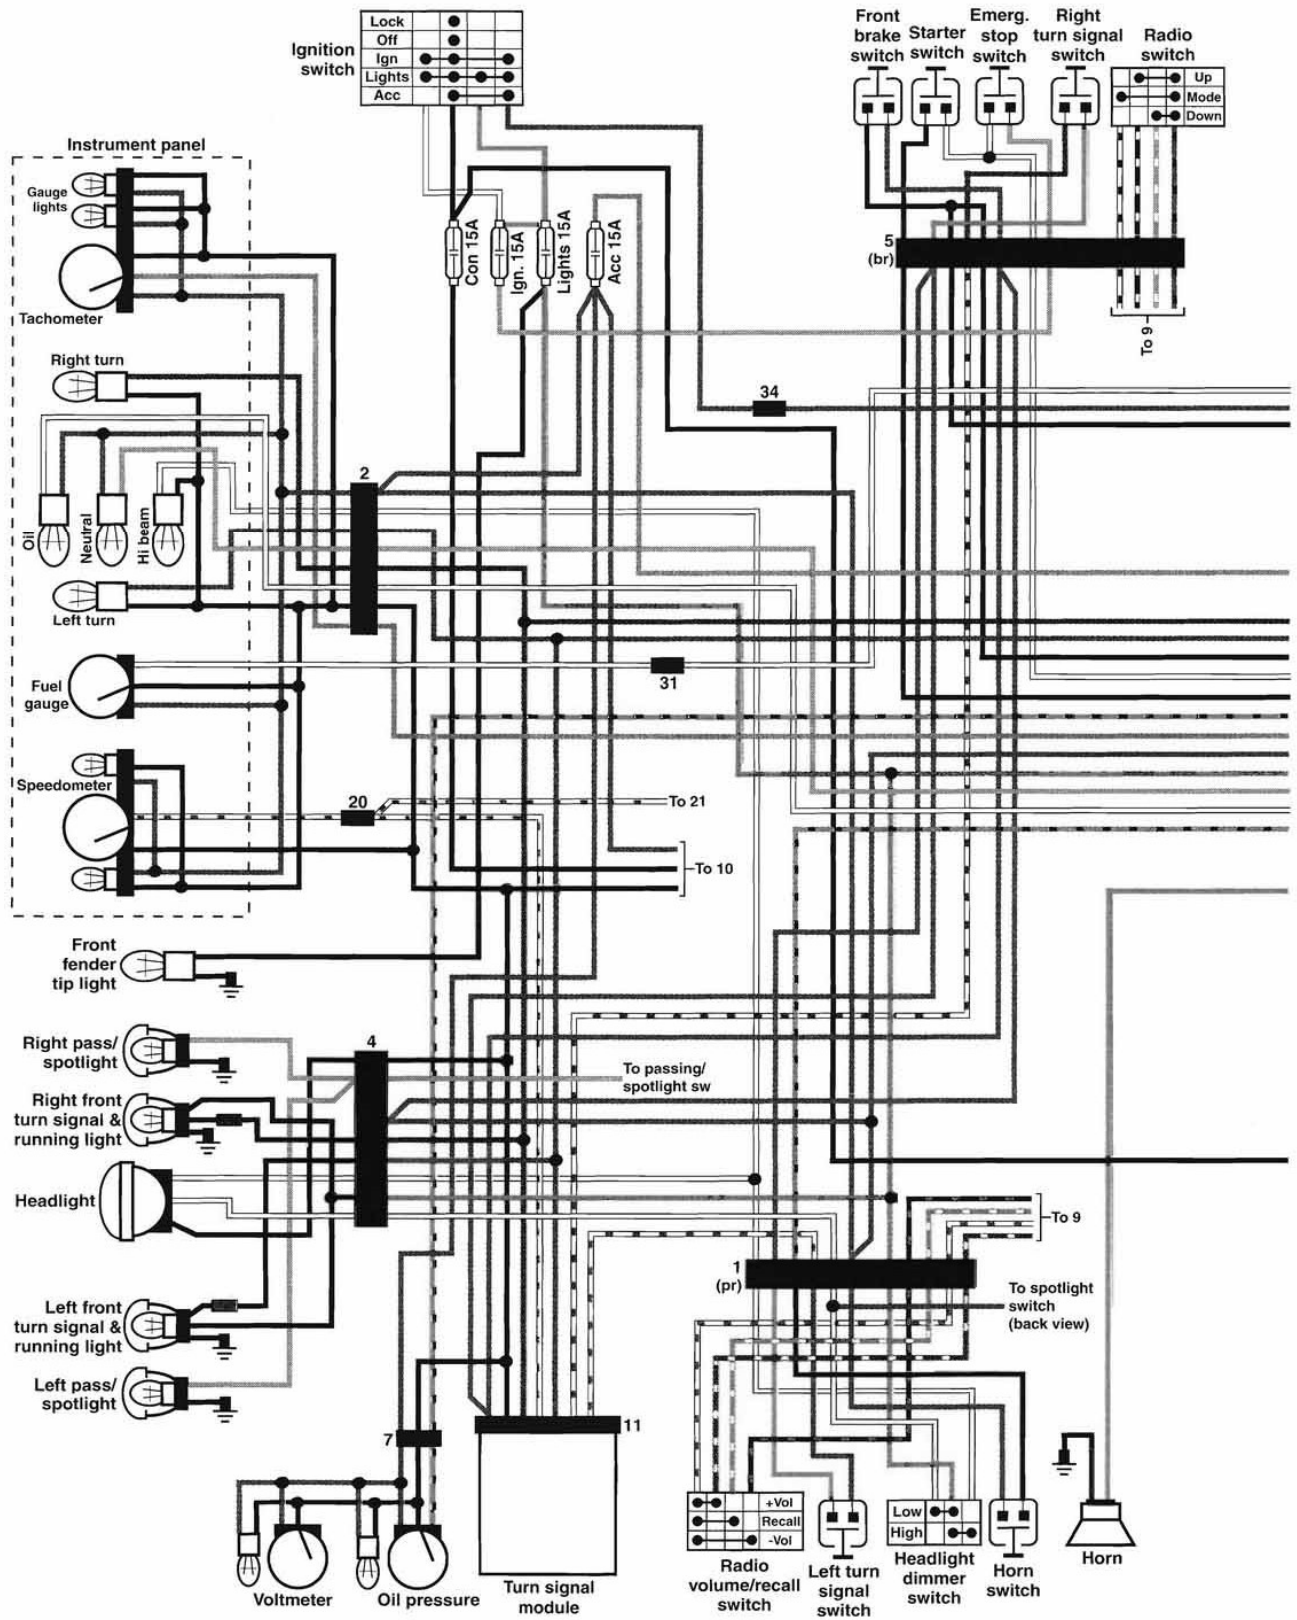 Ignition
switch
Lock
Off
Ign
Lights
Acc
Front
brake
switch
Starter
switch
Emerg.
stop
switch
Right
turn signal
switch
Radio
switch
Up
Mode
Down
Instrument panel
Gauge
lights
Tachometer
Con 15A
Ign. 15A
Lights 15A
Acc 15A
5
(br)
To 9
Right turn
34
2
Oil
Neutral
Hi beam
Left turn
31
Fuel
gauge
Speedometer
20
To 21
To 10
Front
fender
tip light
Right pass/
spotlight
4
To passing/
spotlight sw
Right front
turn signal &
running light
Headlight
To 9
1
(pr)
To spotlight
switch
(back view)
Left front
turn signal &
running light
Left pass/
spotlight
7
11
+Vol
Recall
-Vol
Low
High
Voltmeter
Oil pressure
Turn signal
module
Radio
volume/recall
switch
Left turn
signal
switch
Headlight
dimmer
switch
Horn
switch
Horn